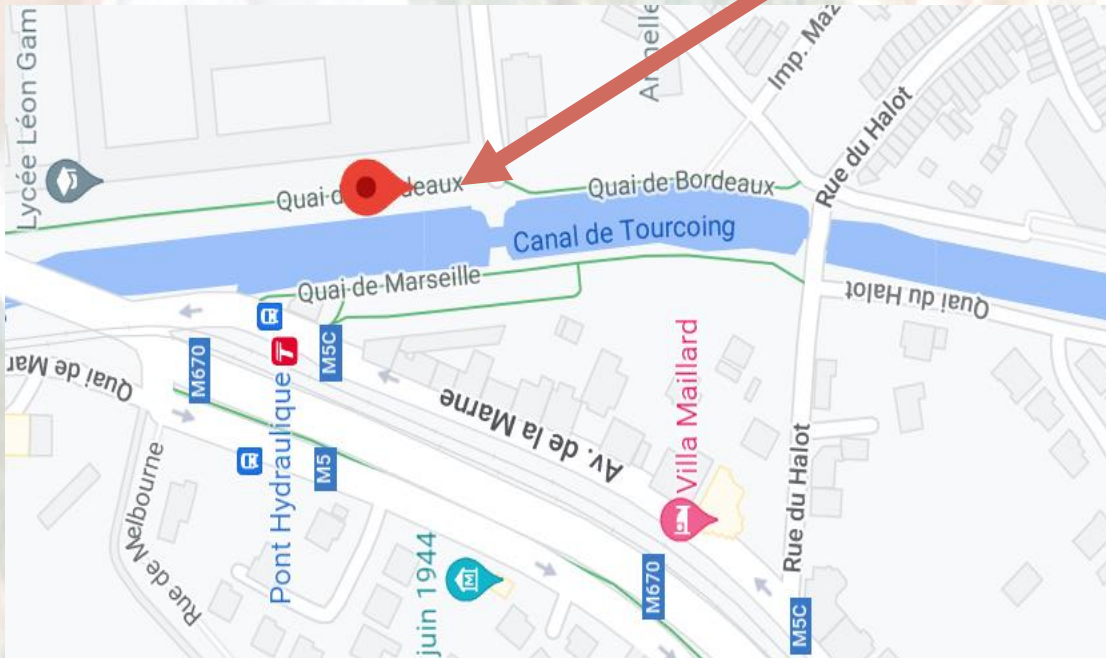 Lycée Léon Gam
Annelle
Imp. Maz
Rue du Halot
Quai de Bordeaux
Quai de Bordeaux
Canal de Tourcoing
Quai de Marseille
Quai du Halot
Quai de Mar
M670
Pont Hydraulique
T
M5C
Av. de la Marne
Villa Maillard
Rue du Halot
M5
Rue de Melbourne
juin 1944
M
M670
M5C